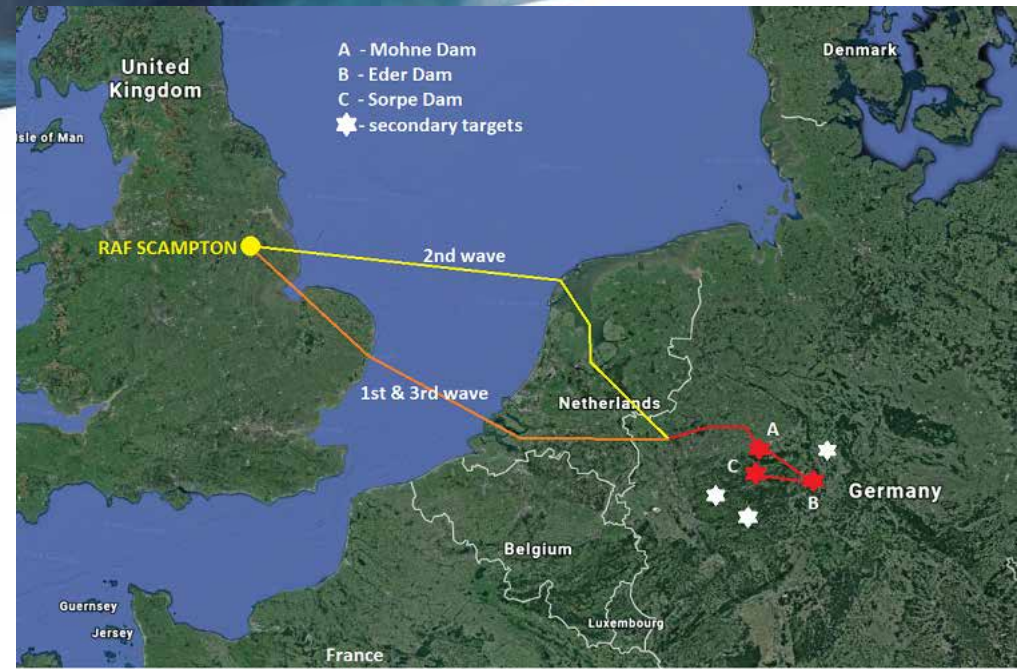 A - Mohne Dam
B - Eder Dam
C - Sorpe Dam
- secondary targets
United
Kingdom
Denmark
Isle of Man
RAF SCAMPTON
2nd wave
1st & 3rd wave
Netherlands
A
C
B
Germany
Belgium
Guernsey
Jersey
Luxembourg
France